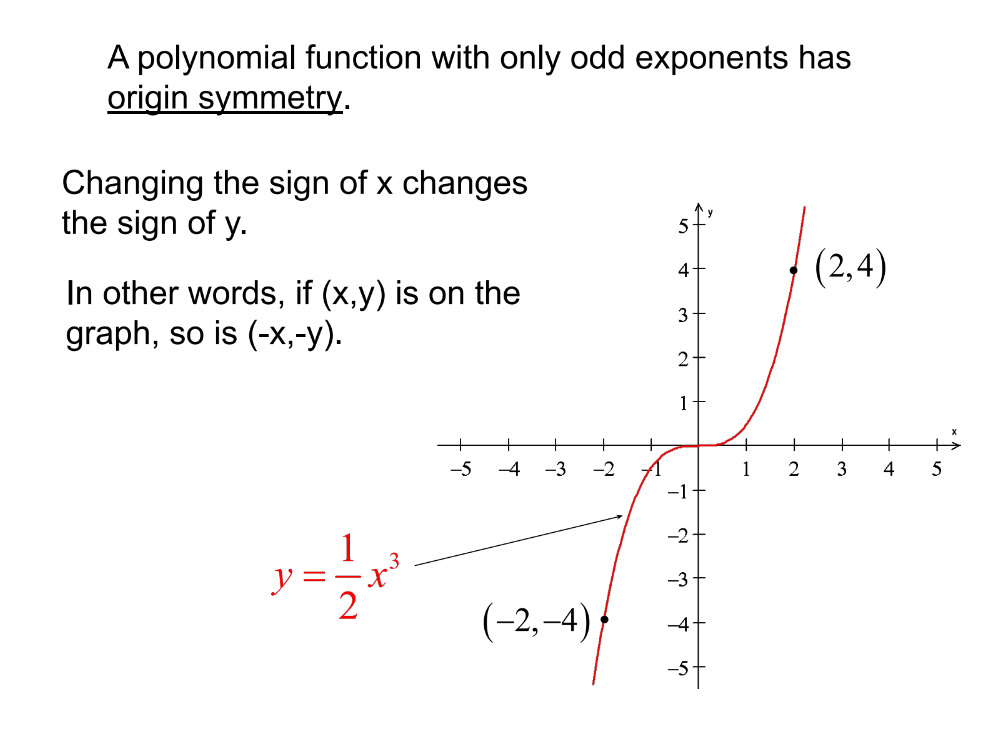 A polynomial function with only odd exponents has
origin symmetry.
Changing the sign of x changes
the sign of y.
In other words, if (x,y) is on the
graph, so is (-x,-y).
y
5
4
(2,4)
3
2
1
x
–5 –4 –3 –2 –1 1 2 3 4 5
–1
–2
y = 1/2 x³
–3
(–2,–4)
–4
–5